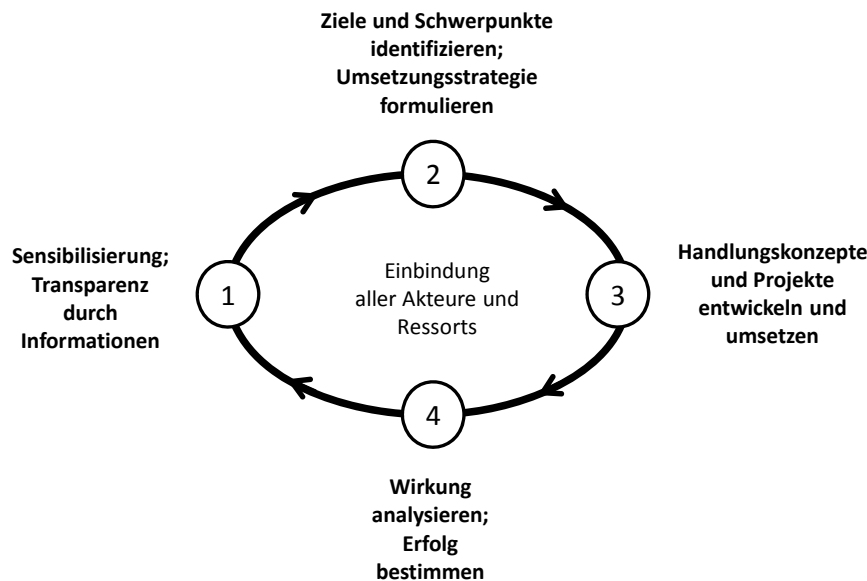 Ziele und Schwerpunkte
identifizieren;
Umsetzungsstrategie
formulieren
2
Sensibilisierung;
Transparenz
durch
Informationen
1
Einbindung
aller Akteure und
Ressorts
3
Handlungskonzepte
und Projekte
entwickeln und
umsetzen
4
Wirkung
analysieren;
Erfolg
bestimmen